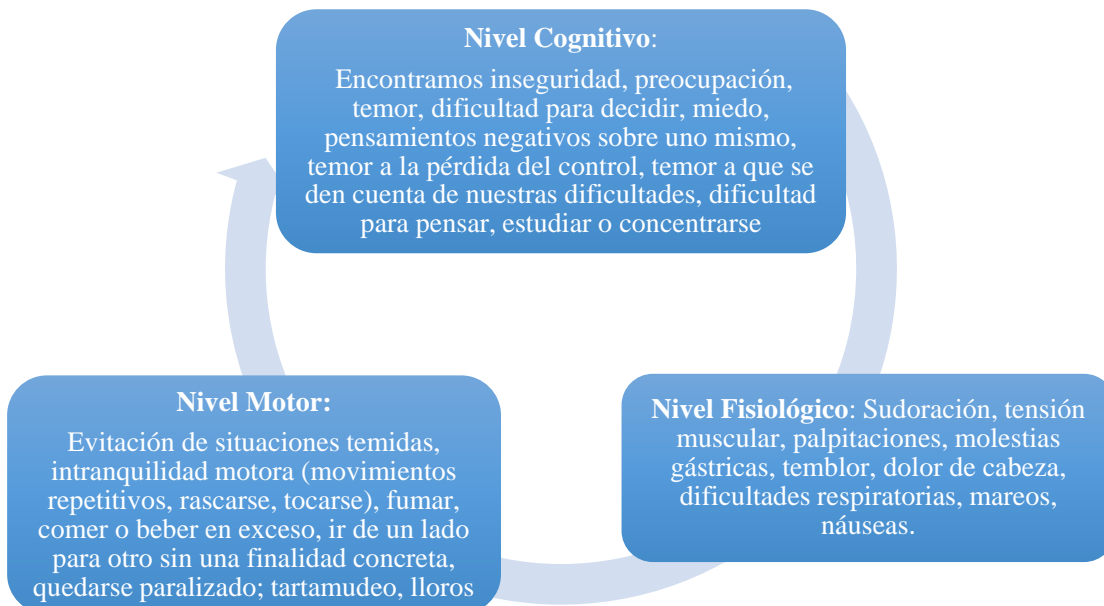 Nivel Cognitivo:
Encontramos inseguridad, preocupación,
temor, dificultad para decidir, miedo,
pensamientos negativos sobre uno mismo,
temor a la pérdida del control, temor a que se
den cuenta de nuestras dificultades, dificultad
para pensar, estudiar o concentrarse
Nivel Motor:
Evitación de situaciones temidas,
intranquilidad motora (movimientos
repetitivos, rascarse, tocarse), fumar,
comer o beber en exceso, ir de un lado
para otro sin una finalidad concreta,
quedarse paralizado; tartamudeo, lloros
Nivel Fisiológico: Sudoración, tensión
muscular, palpitaciones, molestias
gástricas, temblor, dolor de cabeza,
dificultades respiratorias, mareos,
náuseas.